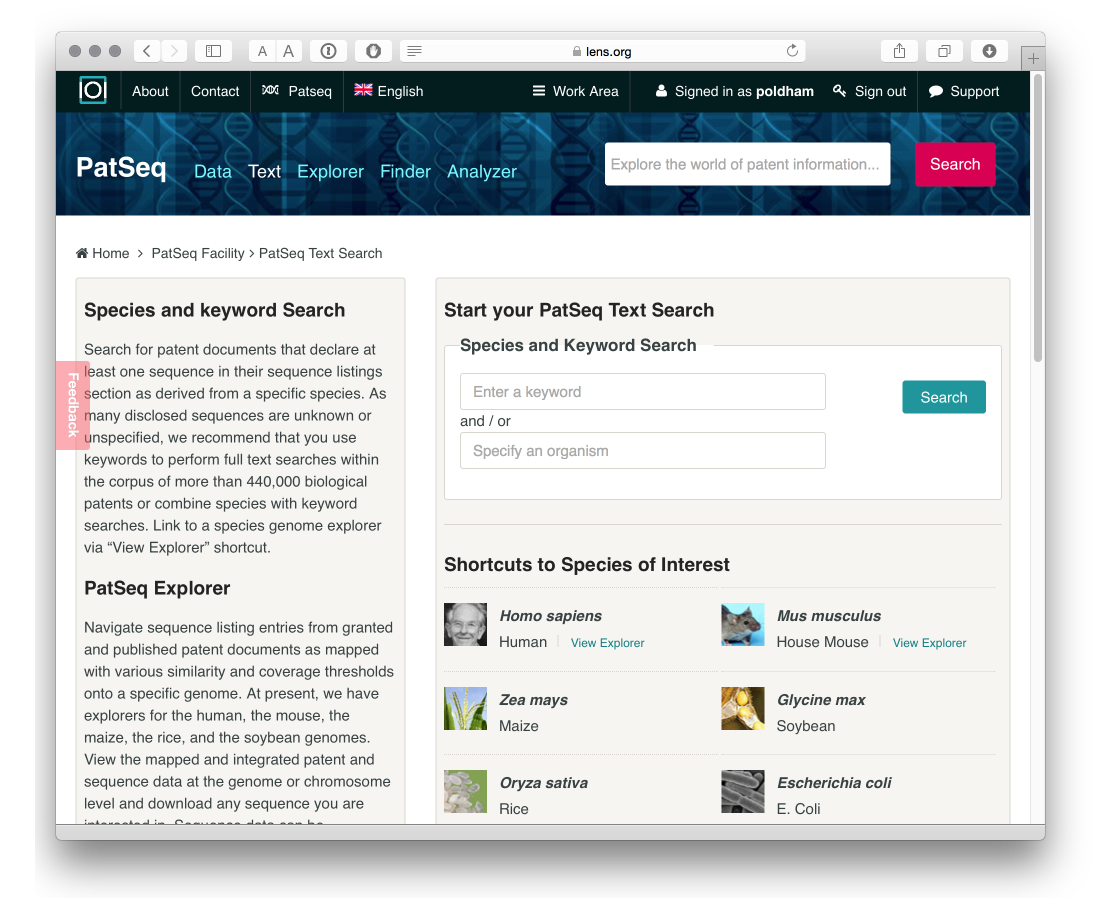 A A
lens.org
About Contact Patseq English Work Area Signed in as poldham Sign out Support
PatSeq Data Text Explorer Finder Analyzer Explore the world of patent information... Search
Home > PatSeq Facility > PatSeq Text Search
Feedback
Species and keyword Search
Search for patent documents that declare at
least one sequence in their sequence listings
section as derived from a specific species. As
many disclosed sequences are unknown or
unspecified, we recommend that you use
keywords to perform full text searches within
the corpus of more than 440,000 biological
patents or combine species with keyword
searches. Link to a species genome explorer
via “View Explorer” shortcut.
PatSeq Explorer
Navigate sequence listing entries from granted
and published patent documents as mapped
with various similarity and coverage thresholds
onto a specific genome. At present, we have
explorers for the human, the mouse, the
maize, the rice, and the soybean genomes.
View the mapped and integrated patent and
sequence data at the genome or chromosome
level and download any sequence you are
interested in. Sequence data can be
Start your PatSeq Text Search
Species and Keyword Search
Enter a keyword
Search
and / or
Specify an organism
Shortcuts to Species of Interest
Homo sapiens
Human View Explorer
Mus musculus
House Mouse View Explorer
Zea mays
Maize
Glycine max
Soybean
Oryza sativa
Rice
Escherichia coli
E. Coli